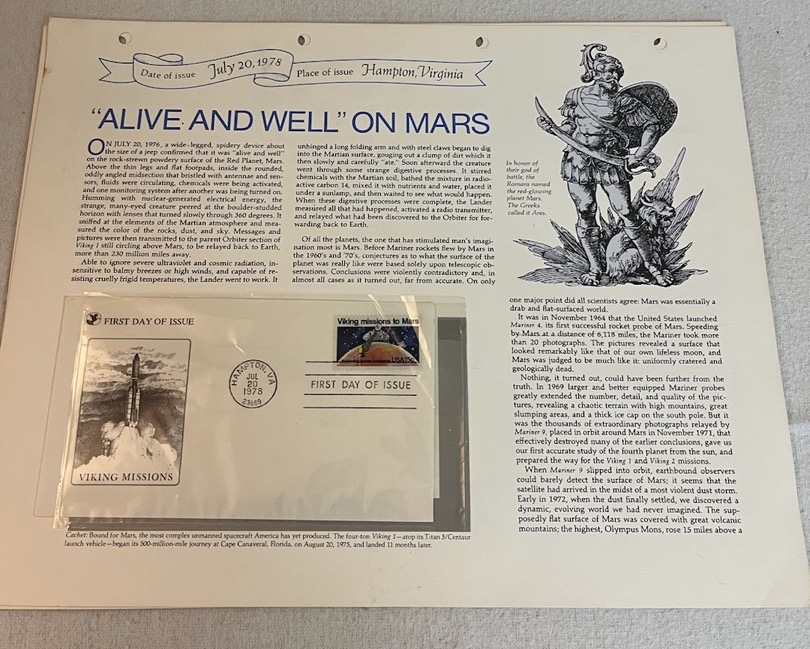 Date of issue July 20, 1978 Place of issue Hampton, Virginia
"ALIVE AND WELL" ON MARS
ON JULY 20, 1976, a wide-legged, spidery device about
the size of a jeep confirmed that it was "alive and well"
on the rock-strewn powdery surface of the Red Planet, Mars.
Above the thin legs and flat footpads, inside the rounded,
oddly angled midsection that bristled with antennae and sen-
sors, fluids were circulating, chemicals were being activated,
and one monitoring system after another was being turned on.
Humming with nuclear-generated electrical energy, the
strange, many-eyed creature peered at the boulder-studded
horizon with lenses that turned slowly through 360 degrees. It
sniffed at the elements of the Martian atmosphere and mea-
sured the color of the rocks, dust, and sky. Messages and
pictures were then transmitted to the parent Orbiter section of
Viking 1 still circling above Mars, to be relayed back to Earth,
more than 230 million miles away.
Able to ignore severe ultraviolet and cosmic radiation, in-
sensitive to balmy breezes or high winds, and capable of re-
sisting cruelly frigid temperatures, the Lander went to work. It
unhinged a long folding arm and with steel claws began to dig
into the Martian surface, gouging out a clump of dirt which it
then slowly and carefully "ate." Soon afterward the creature
went through some strange digestive processes. It stirred
chemicals with the Martian soil, bathed the mixture in radio-
active carbon 14, mixed it with nutrients and water, placed it
under a sunlamp, and then waited to see what would happen.
When these digestive processes were complete, the Lander
measured all that had happened, activated a radio transmitter,
and relayed what had been discovered to the Orbiter for for-
warding back to Earth.
Of all the planets, the one that has stimulated man's imagi-
nation most is Mars. Before Mariner rockets flew by Mars in
the 1960's and '70's, conjectures as to what the surface of the
planet was really like were based solely upon telescopic ob-
servations. Conclusions were violently contradictory and, in
almost all cases as it turned out, far from accurate. On only
In honor of
their god of
battle, the
Romans named
the red-glowing
planet Mars.
The Greeks
called it Ares.
one major point did all scientists agree: Mars was essentially a
drab and flat-surfaced world.
It was in November 1964 that the United States launched
Mariner 4, its first successful rocket probe of Mars. Speeding
by Mars at a distance of 6,118 miles, the Mariner took more
than 20 photographs. The pictures revealed a surface that
looked remarkably like that of our own lifeless moon, and
Mars was judged to be much like it: uniformly cratered and
geologically dead.
Nothing, it turned out, could have been further from the
truth. In 1969 larger and better equipped Mariner probes
greatly extended the number, detail, and quality of the pic-
tures, revealing a chaotic terrain with high mountains, great
slumping areas, and a thick ice cap on the south pole. But it
was the thousands of extraordinary photographs relayed by
Mariner 9, placed in orbit around Mars in November 1971, that
effectively destroyed many of the earlier conclusions, gave us
our first accurate study of the fourth planet from the sun, and
prepared the way for the Viking 1 and Viking 2 missions.
When Mariner 9 slipped into orbit, earthbound observers
could barely detect the surface of Mars; it seems that the
satellite had arrived in the midst of a most violent dust storm.
Early in 1972, when the dust finally settled, we discovered a
dynamic, evolving world we had never imagined. The sup-
posedly flat surface of Mars was covered with great volcanic
mountains; the highest, Olympus Mons, rose 15 miles above a
FIRST DAY OF ISSUE
VIKING MISSIONS
HAMPTON, VA
JUL
20
1978
23669
Viking missions to Mars
USA 15c
FIRST DAY OF ISSUE
Cachet: Bound for Mars, the most complex unmanned spacecraft America has yet produced. The four-ton Viking 1—atop its Titan 3/Centaur
launch vehicle—began its 500-million-mile journey at Cape Canaveral, Florida, on August 20, 1975, and landed 11 months later.